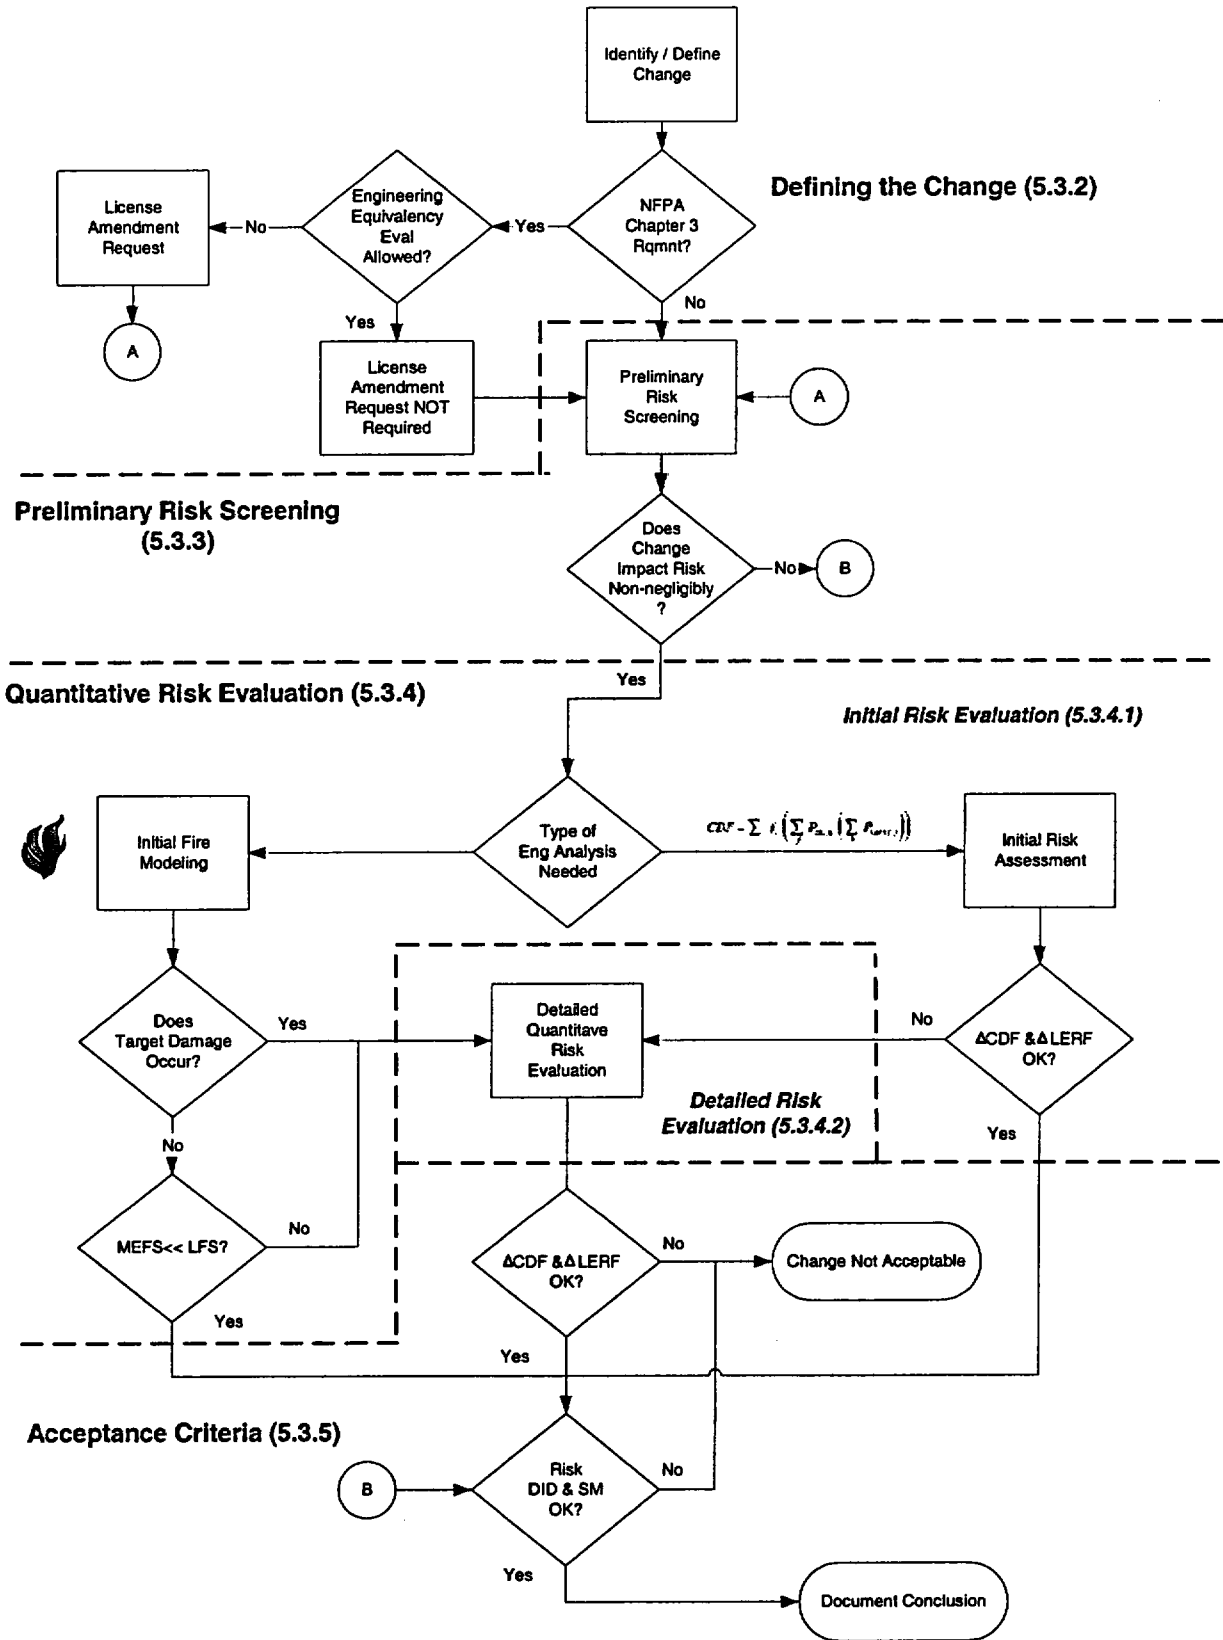 Identify / Define
Change
Defining the Change (5.3.2)
NFPA
Chapter 3
Rqmnt?
Yes
Engineering
Equivalency
Eval
Allowed?
No
License
Amendment
Request
A
Yes
No
License
Amendment
Request NOT
Required
Preliminary
Risk
Screening
A
Preliminary Risk Screening
(5.3.3)
Does
Change
Impact Risk
Non-negligibly
?
No
B
Yes
Quantitative Risk Evaluation (5.3.4)
Initial Risk Evaluation (5.3.4.1)
Initial Fire
Modeling
Type of
Eng Analysis
Needed
CDF
Initial Risk
Assessment
Does
Target Damage
Occur?
Yes
Detailed
Quantitave
Risk
Evaluation
No
ΔCDF & Δ LERF
OK?
Detailed Risk
Evaluation (5.3.4.2)
No
Yes
MEFS<< LFS?
No
Yes
ΔCDF & Δ LERF
OK?
No
Change Not Acceptable
Yes
Acceptance Criteria (5.3.5)
B
Risk
DID & SM
OK?
No
Yes
Document Conclusion